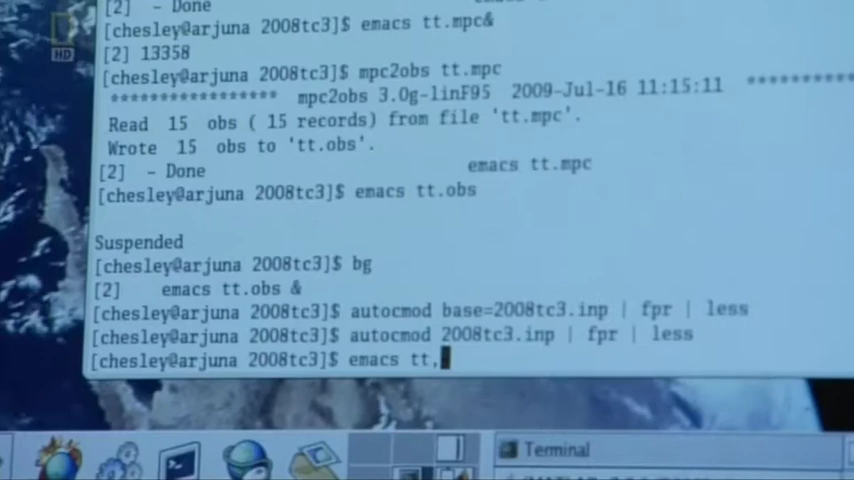 [2]  - Done
[chesley@arjuna 2008tc3]$ emacs tt.mpc&
HD
[2] 13358
[chesley@arjuna 2008tc3]$ mpc2obs tt.mpc
***************** mpc2obs 3.0g-linF95  2009-Jul-16 11:15:11  **********
Read  15  obs ( 15 records) from file 'tt.mpc'.
Wrote  15  obs to 'tt.obs'.
[2]  - Done                          emacs tt.mpc
[chesley@arjuna 2008tc3]$ emacs tt.obs
Suspended
[chesley@arjuna 2008tc3]$ bg
[2]    emacs tt.obs &
[chesley@arjuna 2008tc3]$ autocmod base=2008tc3.inp | fpr | less
[chesley@arjuna 2008tc3]$ autocmod 2008tc3.inp | fpr | less
[chesley@arjuna 2008tc3]$ emacs tt,
Terminal